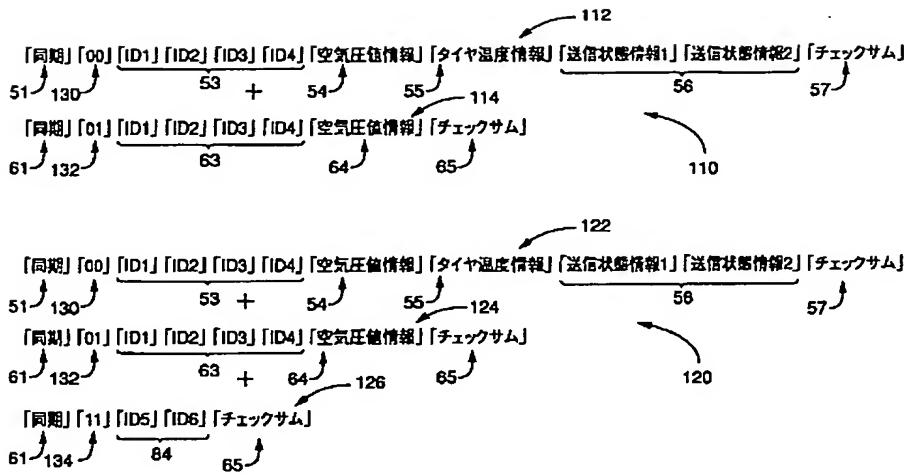 112
「同期」「00」「ID1」「ID2」「ID3」「ID4」「空気圧値情報」「タイヤ温度情報」「送信状態情報1」「送信状態情報2」「チェックサム」
51 130 53 + 54 55 56 57
114
「同期」「01」「ID1」「ID2」「ID3」「ID4」「空気圧値情報」「チェックサム」
61 132 63 64 65 110
122
「同期」「00」「ID1」「ID2」「ID3」「ID4」「空気圧値情報」「タイヤ温度情報」「送信状態情報1」「送信状態情報2」「チェックサム」
51 130 53 + 54 55 56 57
124
「同期」「01」「ID1」「ID2」「ID3」「ID4」「空気圧値情報」「チェックサム」
61 132 63 + 64 65 120
126
「同期」「11」「ID5」「ID6」「チェックサム」
61 134 84 65